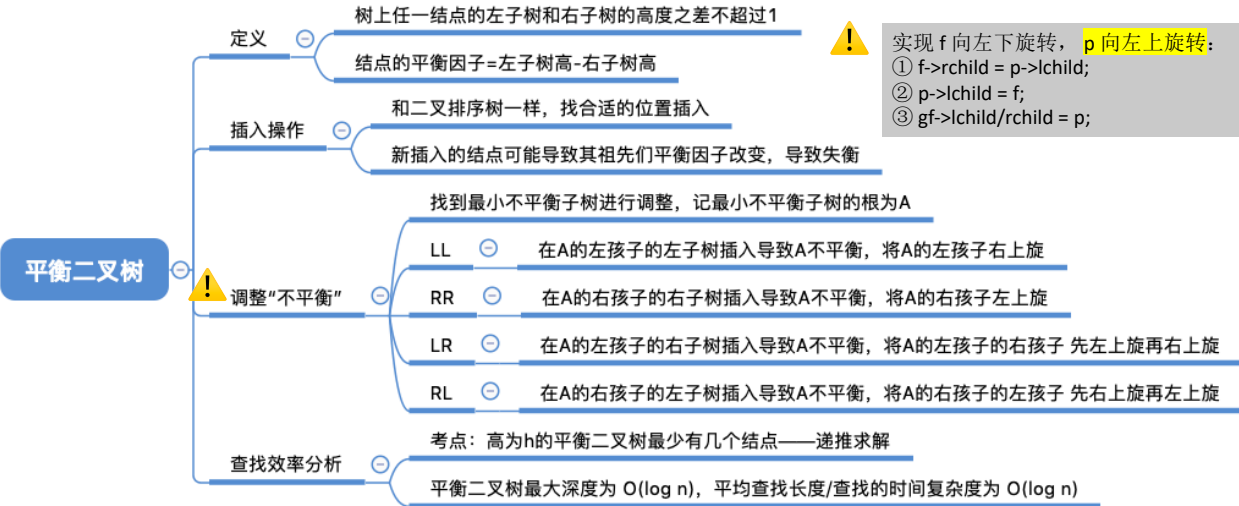 平衡二叉树
定义
树上任一结点的左子树和右子树的高度之差不超过1
结点的平衡因子=左子树高-右子树高
插入操作
和二叉排序树一样，找合适的位置插入
新插入的结点可能导致其祖先们平衡因子改变，导致失衡
调整“不平衡”
找到最小不平衡子树进行调整，记最小不平衡子树的根为A
LL
在A的左孩子的左子树插入导致A不平衡，将A的左孩子右上旋
RR
在A的右孩子的右子树插入导致A不平衡，将A的右孩子左上旋
LR
在A的左孩子的右子树插入导致A不平衡，将A的左孩子的右孩子 先左上旋再右上旋
RL
在A的右孩子的左子树插入导致A不平衡，将A的右孩子的左孩子 先右上旋再左上旋
查找效率分析
考点：高为h的平衡二叉树最少有几个结点——递推求解
平衡二叉树最大深度为 O(log n)，平均查找长度/查找的时间复杂度为 O(log n)
实现 f 向左下旋转， p 向左上旋转：
① f->rchild = p->lchild;
② p->lchild = f;
③ gf->lchild/rchild = p;